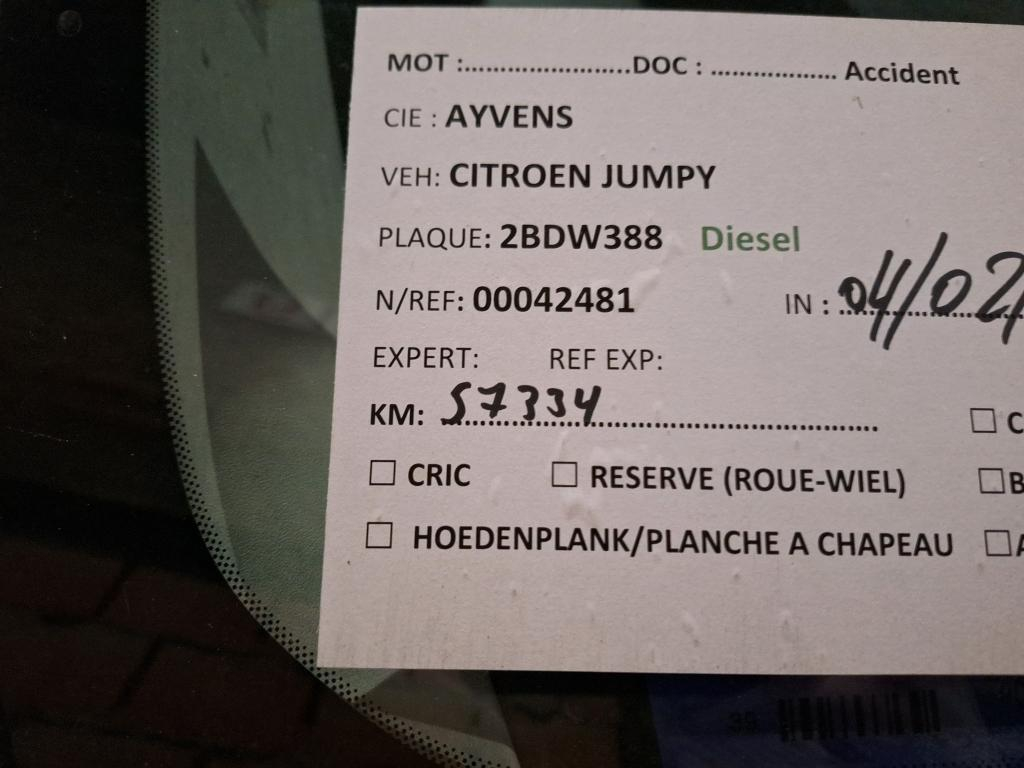 MOT :........................DOC : .................. Accident
CIE : AYVENS
VEH: CITROEN JUMPY
PLAQUE: 2BDW388 Diesel
N/REF: 00042481 IN : 04/02/
EXPERT: REF EXP:
KM: 57334
☐ CRIC ☐ RESERVE (ROUE-WIEL)
☐ HOEDENPLANK/PLANCHE A CHAPEAU
39